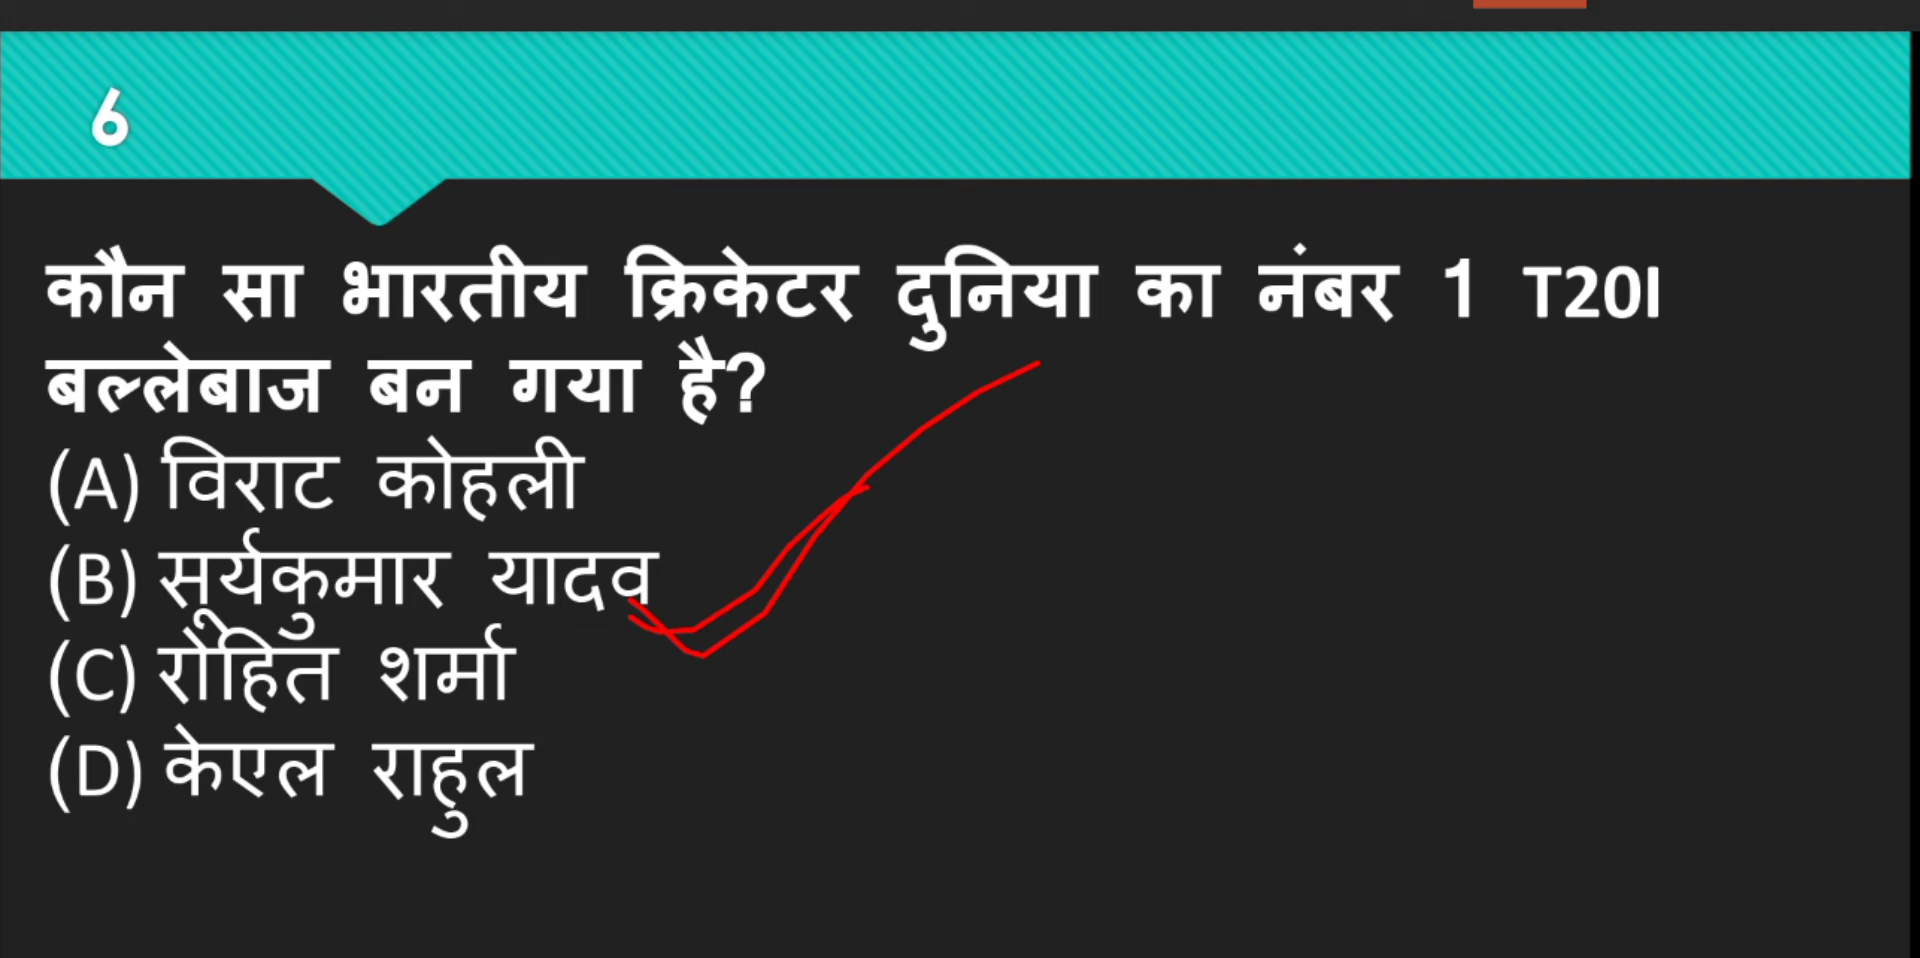 6
कौन सा भारतीय क्रिकेटर दुनिया का नंबर 1 T20I
बल्लेबाज बन गया है?
(A) विराट कोहली
(B) सूर्यकुमार यादव
(C) रोहित शर्मा
(D) केएल राहुल